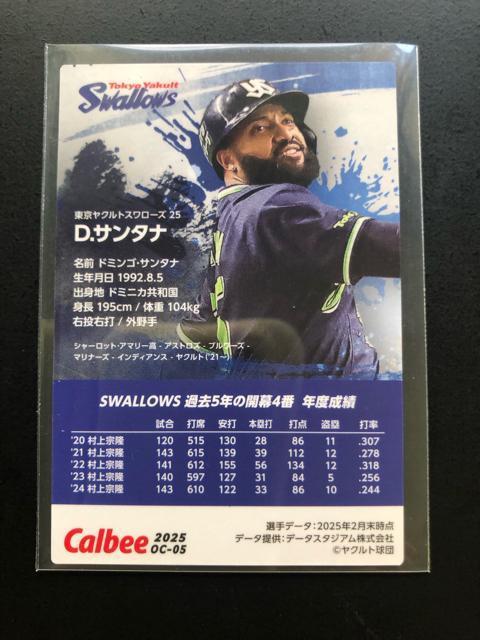 Tokyo Yakult
Swallows
東京ヤクルトスワローズ 25
D.サンタナ
名前 ドミンゴ・サンタナ
生年月日 1992.8.5
出身地 ドミニカ共和国
身長 195cm / 体重 104kg
右投右打 / 外野手
シャーロット・アマリー高 - アストロズ - ブルワーズ -
マリナーズ - インディアンス - ヤクルト('21~)
SWALLOWS 過去5年の開幕4番 年度成績
試合 打席 安打 本塁打 打点 盗塁 打率
'20 村上宗隆 120 515 130 28 86 11 .307
'21 村上宗隆 143 615 139 39 112 12 .278
'22 村上宗隆 141 612 155 56 134 12 .318
'23 村上宗隆 140 597 127 31 84 5 .256
'24 村上宗隆 143 610 122 33 86 10 .244
Calbee 2025
OC-05
選手データ:2025年2月末時点
データ提供:データスタジアム株式会社
©ヤクルト球団